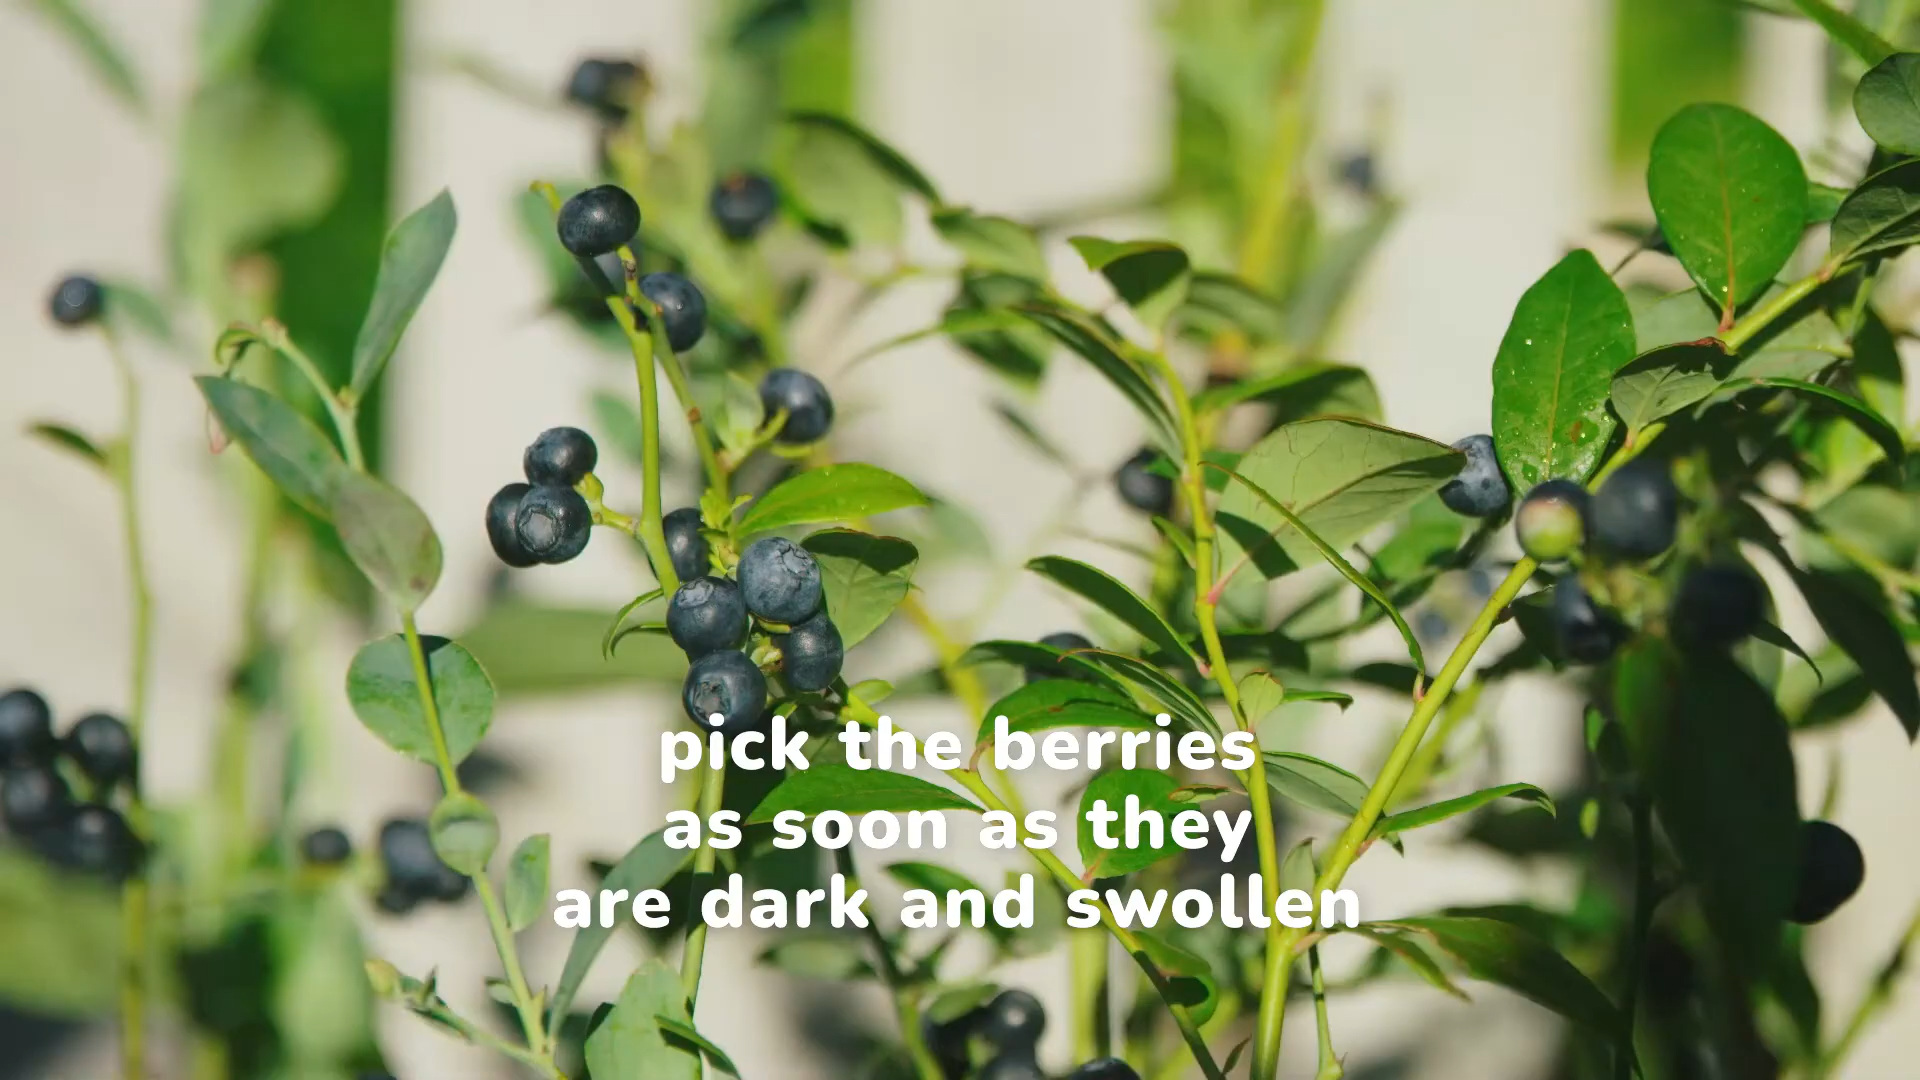 pick the berries
as soon as they
are dark and swollen